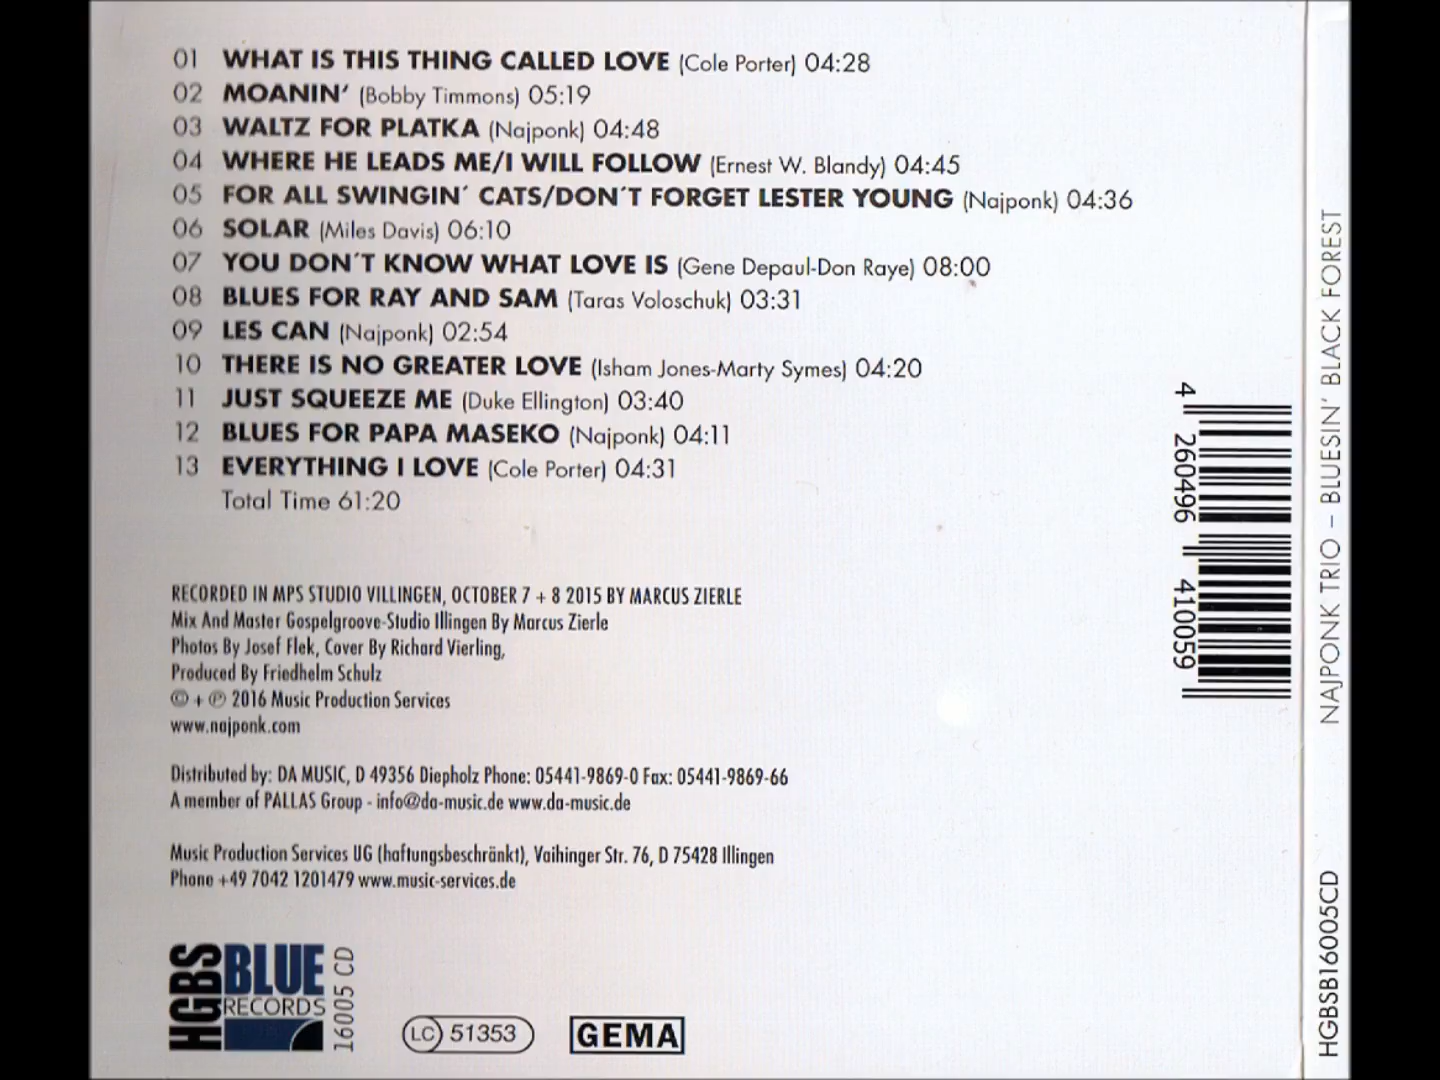 01 WHAT IS THIS THING CALLED LOVE (Cole Porter) 04:28
02 MOANIN' (Bobby Timmons) 05:19
03 WALTZ FOR PLATKA (Najponk) 04:48
04 WHERE HE LEADS ME/I WILL FOLLOW (Ernest W. Blandy) 04:45
05 FOR ALL SWINGIN´ CATS/DON´T FORGET LESTER YOUNG (Najponk) 04:36
06 SOLAR (Miles Davis) 06:10
07 YOU DON´T KNOW WHAT LOVE IS (Gene Depaul-Don Raye) 08:00
08 BLUES FOR RAY AND SAM (Taras Voloschuk) 03:31
09 LES CAN (Najponk) 02:54
10 THERE IS NO GREATER LOVE (Isham Jones-Marty Symes) 04:20
11 JUST SQUEEZE ME (Duke Ellington) 03:40
12 BLUES FOR PAPA MASEKO (Najponk) 04:11
13 EVERYTHING I LOVE (Cole Porter) 04:31
Total Time 61:20
RECORDED IN MPS STUDIO VILLINGEN, OCTOBER 7 + 8 2015 BY MARCUS ZIERLE
Mix And Master Gospelgroove-Studio Illingen By Marcus Zierle
Photos By Josef Flek, Cover By Richard Vierling,
Produced By Friedhelm Schulz
© + ℗ 2016 Music Production Services
www.najponk.com
Distributed by: DA MUSIC, D 49356 Diepholz Phone: 05441-9869-0 Fax: 05441-9869-66
A member of PALLAS Group - info@da-music.de www.da-music.de
Music Production Services UG (haftungsbeschränkt), Vaihinger Str. 76, D 75428 Illingen
Phone +49 7042 1201479 www.music-services.de
HGBS BLUE RECORDS
16005 CD
LC 51353
GEMA
4 260496 410059
NAJPONK TRIO – BLUESIN' BLACK FOREST
HGBSB16005CD